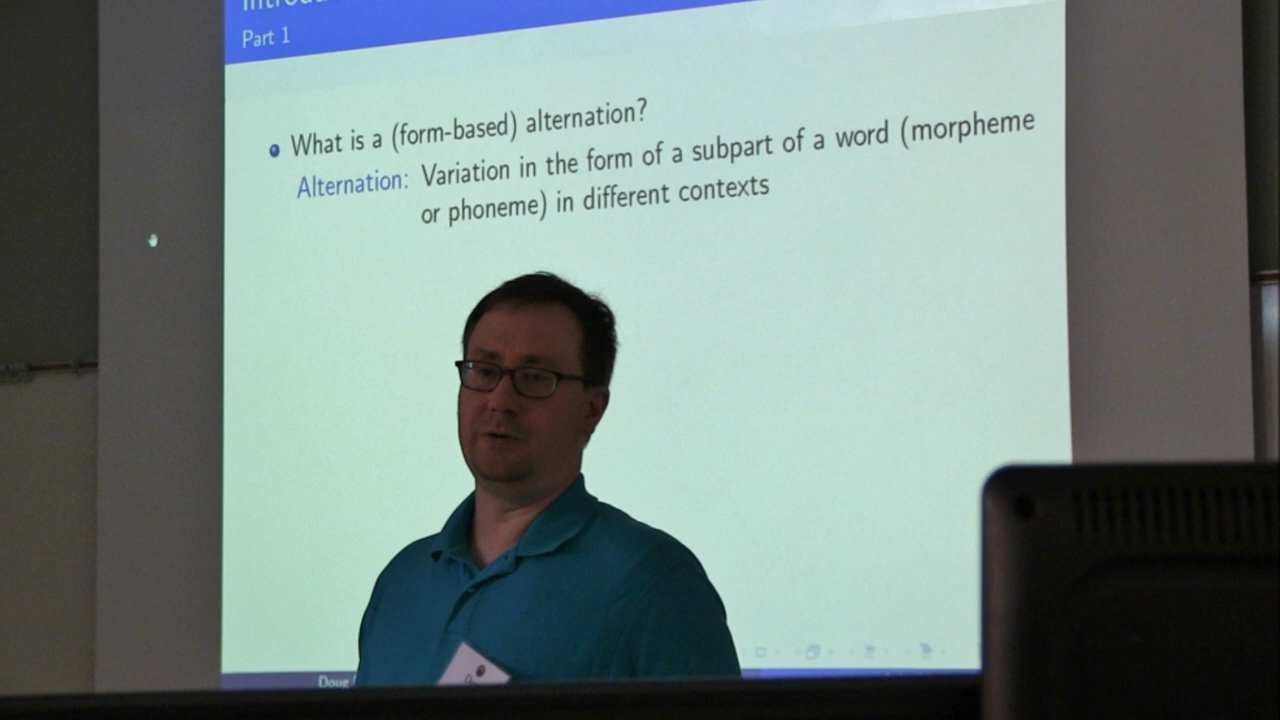 Part 1
What is a (form-based) alternation?
Alternation: Variation in the form of a subpart of a word (morpheme
or phoneme) in different contexts
Doug